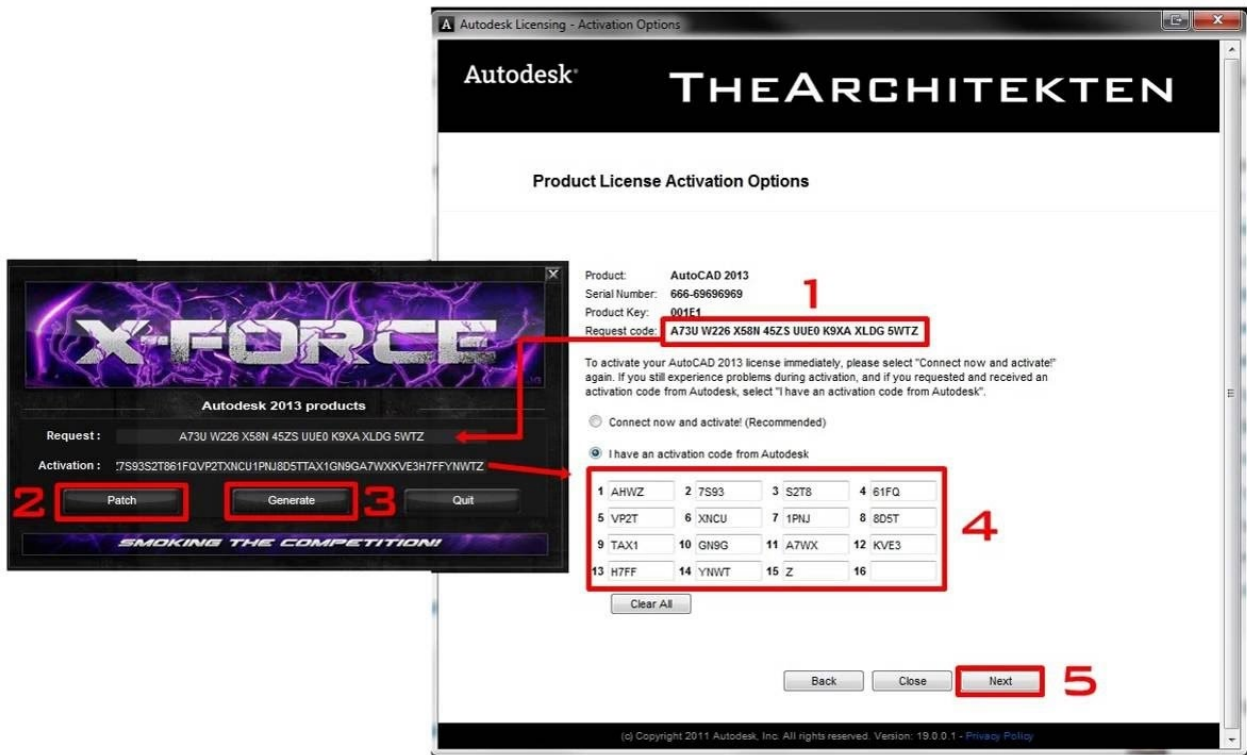 Autodesk Licensing - Activation Options
Autodesk
THEARCHITEKTEN
Product License Activation Options
Product: AutoCAD 2013
Serial Number: 666-69696969
Product Key: 001E1
Request code: A73U W226 X58N 45ZS UUE0 K9XA XLDG 5WTZ
1
To activate your AutoCAD 2013 license immediately, please select "Connect now and activate!"
again. If you still experience problems during activation, and if you requested and received an
activation code from Autodesk, select "I have an activation code from Autodesk".
Connect now and activate! (Recommended)
I have an activation code from Autodesk
1 AHWZ 2 7S93 3 S2T8 4 61FQ
5 VP2T 6 XNCU 7 1PNJ 8 8D5T
9 TAX1 10 GN9G 11 A7WX 12 KVE3
13 H7FF 14 YNWT 15 Z 16
4
Clear All
Back Close Next 5
(c) Copyright 2011 Autodesk, Inc. All rights reserved. Version: 19.0.0.1 - Privacy Policy
X-FORCE
Autodesk 2013 products
Request : A73U W226 X58N 45ZS UUE0 K9XA XLDG 5WTZ
Activation : 7S93S2T861FQVP2TXNCU1PNJ8D5TTAX1GN9GA7WXKVE3H7FFYNWTZ
2 Patch Generate 3 Quit
SMOKING THE COMPETITION!